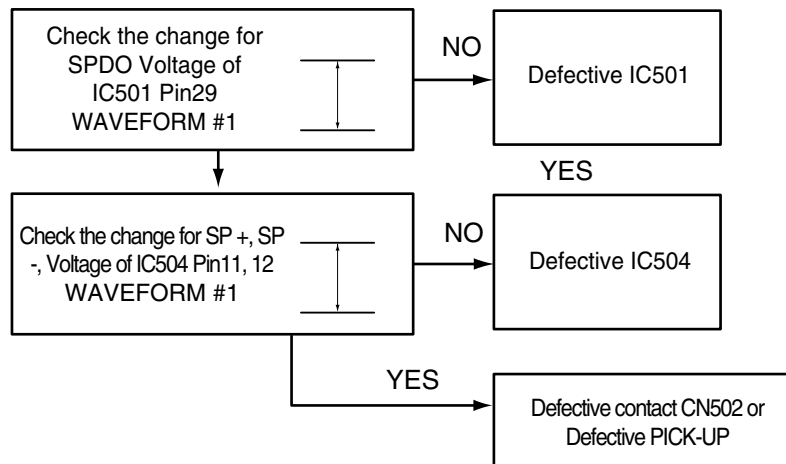 Check the change for
SPDO Voltage of
IC501 Pin29
WAVEFORM #1
NO
Defective IC501
YES
Check the change for SP +, SP
-, Voltage of IC504 Pin11, 12
WAVEFORM #1
NO
Defective IC504
YES
Defective contact CN502 or
Defective PICK-UP